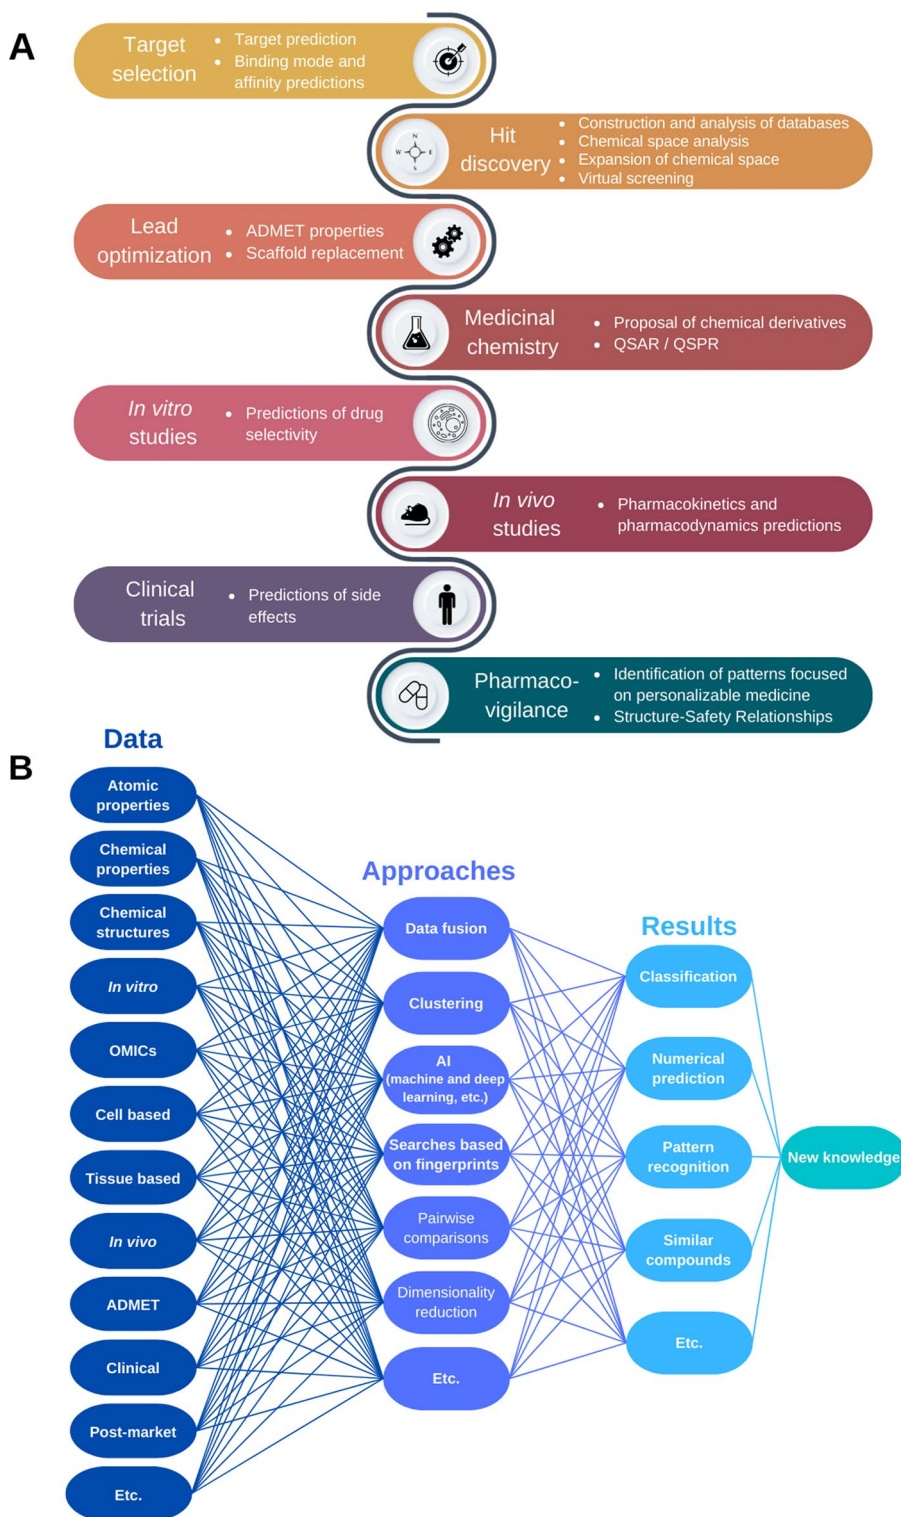 A
Target
selection
• Target prediction
• Binding mode and
affinity predictions
N
W E
S
Hit
discovery
• Construction and analysis of databases
• Chemical space analysis
• Expansion of chemical space
• Virtual screening
Lead
optimization
• ADMET properties
• Scaffold replacement
Medicinal
chemistry
• Proposal of chemical derivatives
• QSAR / QSPR
In vitro
studies
• Predictions of drug
selectivity
In vivo
studies
• Pharmacokinetics and
pharmacodynamics predictions
Clinical
trials
• Predictions of side
effects
Pharmaco-
vigilance
• Identification of patterns focused
on personalizable medicine
• Structure-Safety Relationships
B
Data
Atomic
properties
Chemical
properties
Chemical
structures
In vitro
OMICs
Cell based
Tissue based
In vivo
ADMET
Clinical
Post-market
Etc.
Approaches
Data fusion
Clustering
AI
(machine and deep
learning, etc.)
Searches based
on fingerprints
Pairwise
comparisons
Dimensionality
reduction
Etc.
Results
Classification
Numerical
prediction
Pattern
recognition
Similar
compounds
Etc.
New knowledge